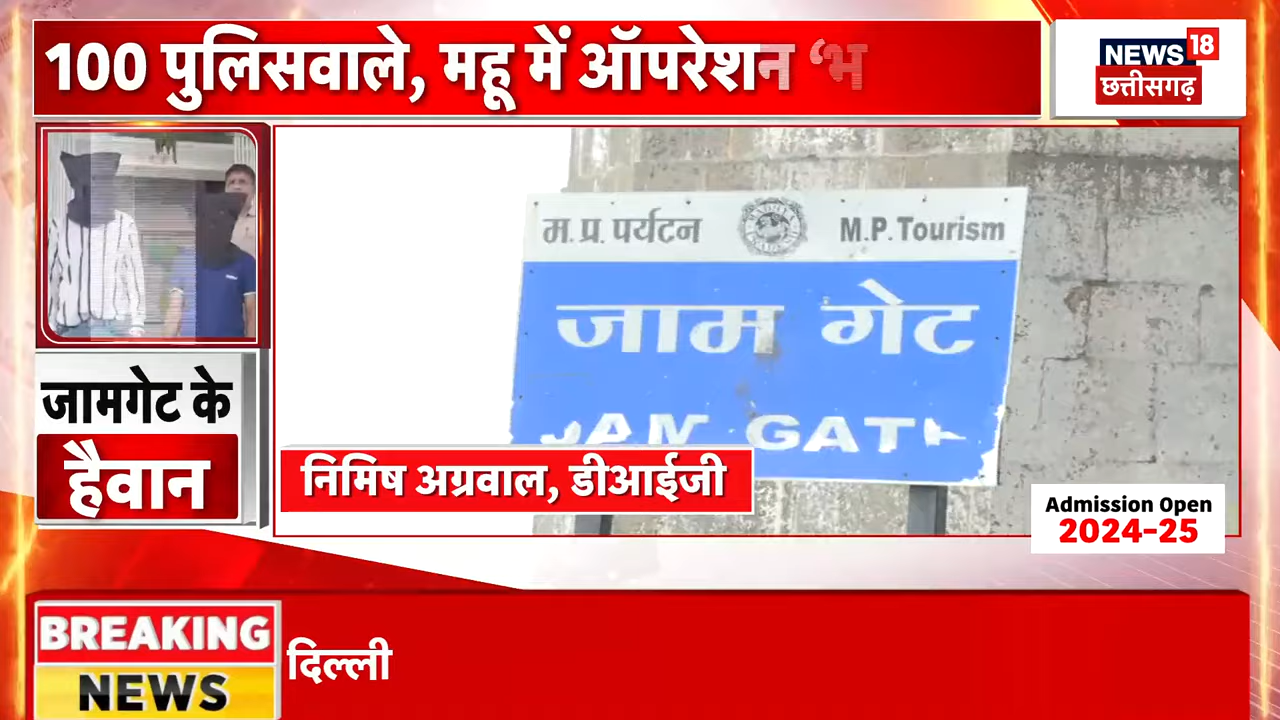 100 पुलिसवाले, महू में ऑपरेशन ‘भ
NEWS 18
छत्तीसगढ़
म. प्र. पर्यटन
M.P. Tourism
जाम गेट
JAM GATE
जामगेट के
हैवान
निमिष अग्रवाल, डीआईजी
Admission Open
2024-25
BREAKING
NEWS
दिल्ली